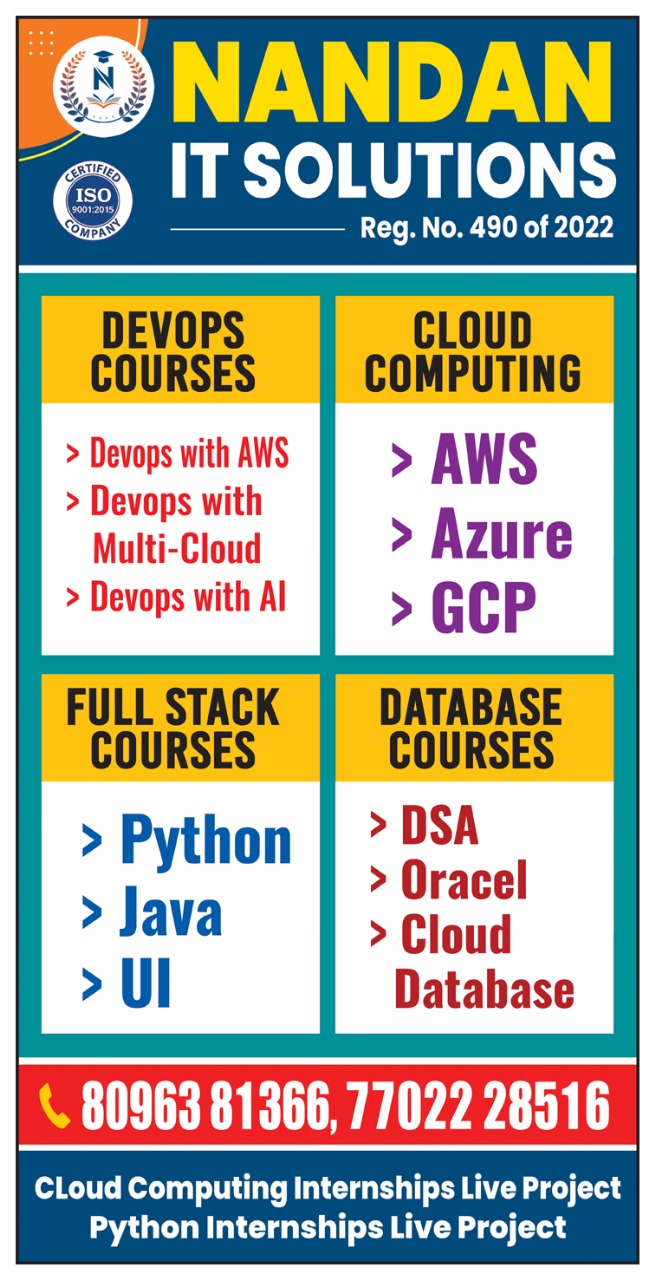 N
NANDAN
IT SOLUTIONS
CERTIFIED
ISO
9001:2015
COMPANY
Reg. No. 490 of 2022
DEVOPS
COURSES
> Devops with AWS
> Devops with
Multi-Cloud
> Devops with AI
CLOUD
COMPUTING
> AWS
> Azure
> GCP
FULL STACK
COURSES
> Python
> Java
> UI
DATABASE
COURSES
> DSA
> Oracel
> Cloud
Database
80963 81366, 77022 28516
CLoud Computing Internships Live Project
Python Internships Live Project